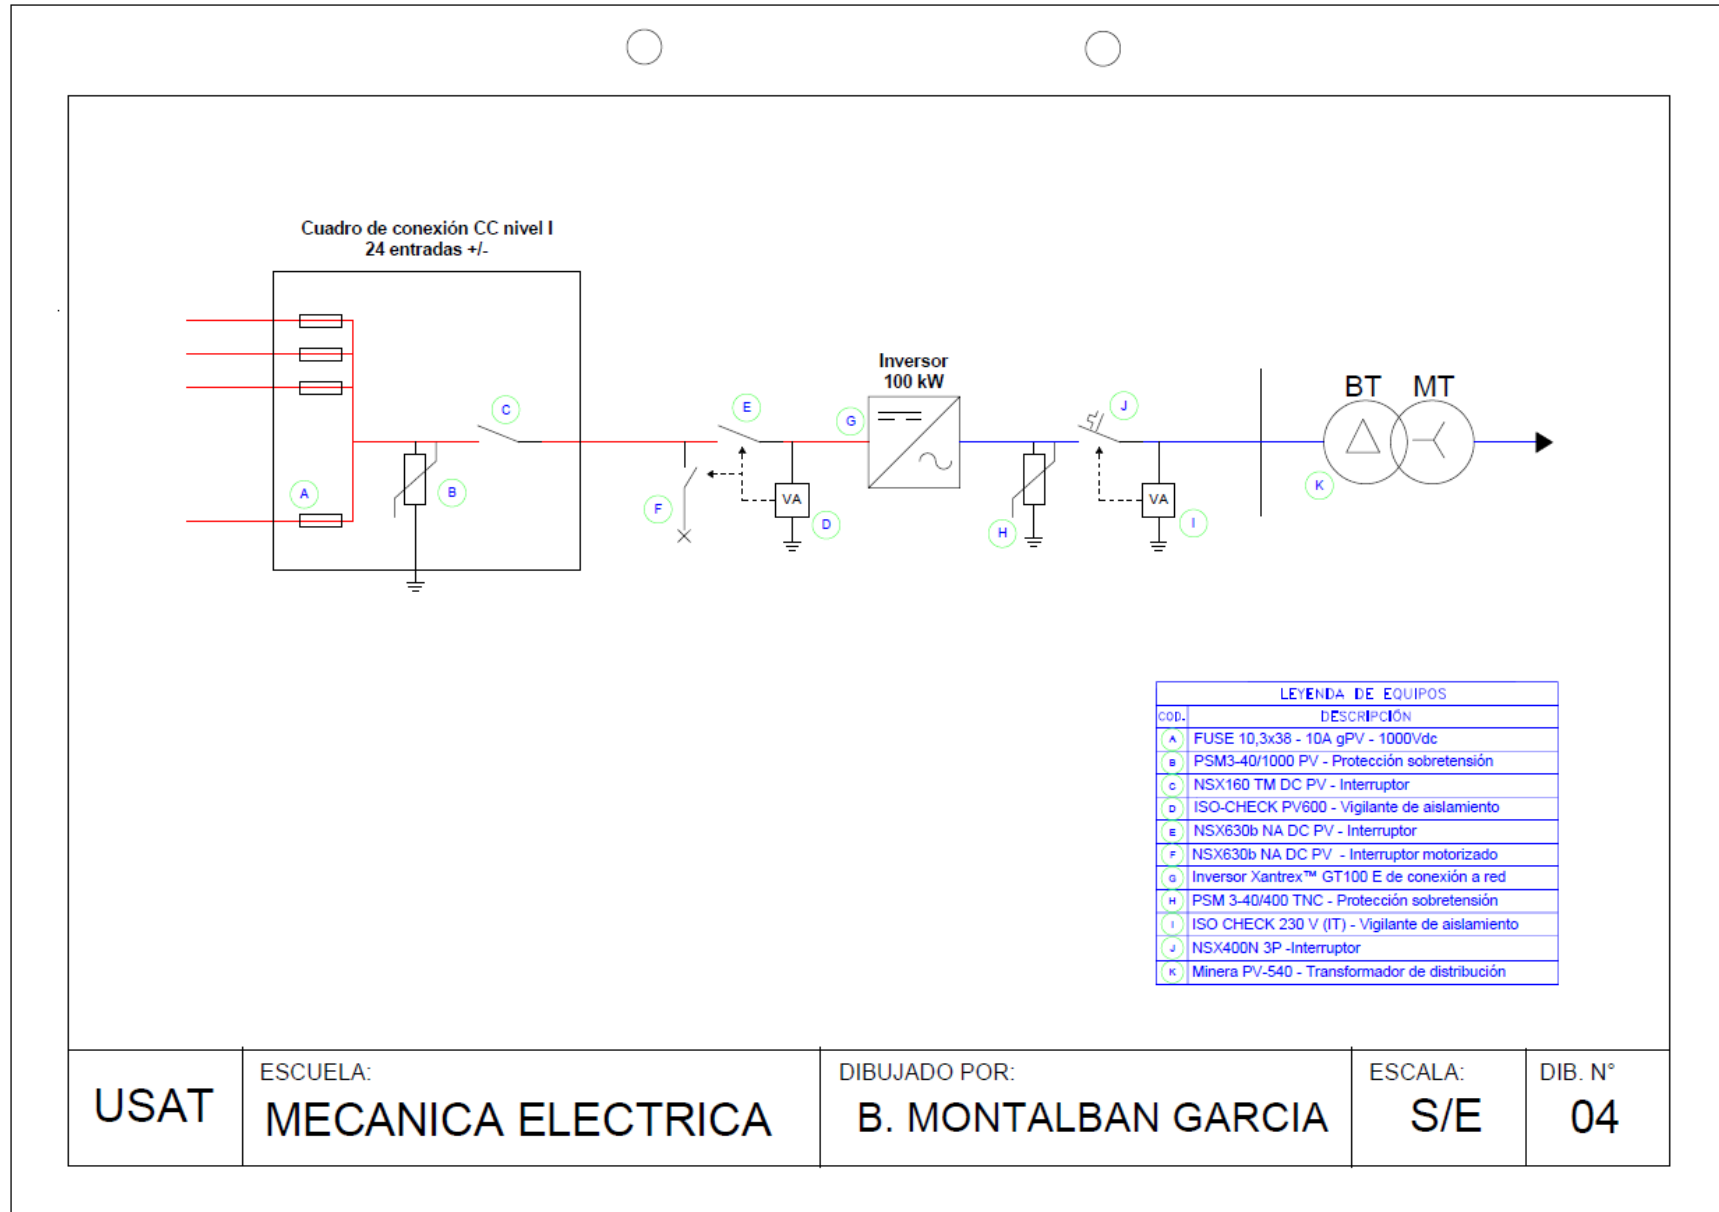 Cuadro de conexión CC nivel I
24 entradas +/-
Inversor
100 kW
BT MT
A
B
C
D
E
F
G
H
I
J
K
VA
VA
LEYENDA DE EQUIPOS
COD. DESCRIPCIÓN
A FUSE 10,3x38 - 10A gPV - 1000Vdc
B PSM3-40/1000 PV - Protección sobretensión
C NSX160 TM DC PV - Interruptor
D ISO-CHECK PV600 - Vigilante de aislamiento
E NSX630b NA DC PV - Interruptor
F NSX630b NA DC PV - Interruptor motorizado
G Inversor Xantrex™ GT100 E de conexión a red
H PSM 3-40/400 TNC - Protección sobretensión
I ISO CHECK 230 V (IT) - Vigilante de aislamiento
J NSX400N 3P -Interruptor
K Minera PV-540 - Transformador de distribución
USAT
ESCUELA:
MECANICA ELECTRICA
DIBUJADO POR:
B. MONTALBAN GARCIA
ESCALA:
S/E
DIB. N°
04